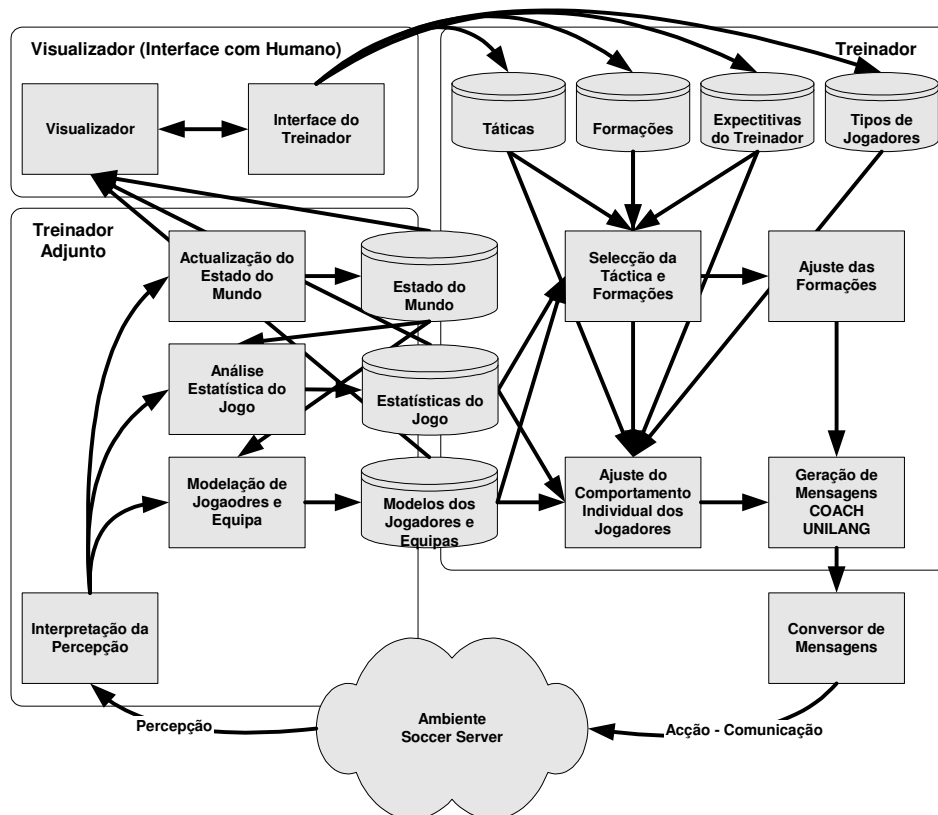 Visualizador (Interface com Humano)
Treinador
Visualizador
Interface do
Treinador
Táticas
Formações
Expectitivas
do Treinador
Tipos de
Jogadores
Treinador
Adjunto
Actualização do
Estado do
Mundo
Estado do
Mundo
Selecção da
Táctica e
Formações
Ajuste das
Formações
Análise
Estatística do
Jogo
Estatísticas do
Jogo
Modelação de
Jogaodres e
Equipa
Modelos dos
Jogadores e
Equipas
Ajuste do
Comportamento
Individual dos
Jogadores
Geração de
Mensagens
COACH
UNILANG
Interpretação da
Percepção
Conversor de
Mensagens
Ambiente
Soccer Server
Percepção
Acção - Comunicação